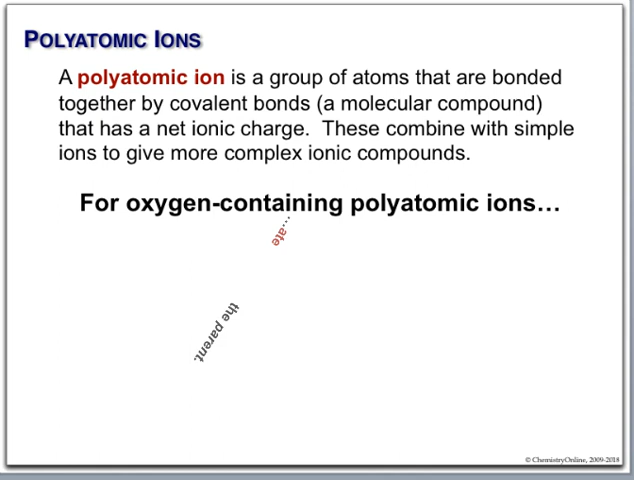 POLYATOMIC IONS
A polyatomic ion is a group of atoms that are bonded
together by covalent bonds (a molecular compound)
that has a net ionic charge. These combine with simple
ions to give more complex ionic compounds.
For oxygen-containing polyatomic ions…
…ate
the parent.
© ChemistryOnline, 2009-2018